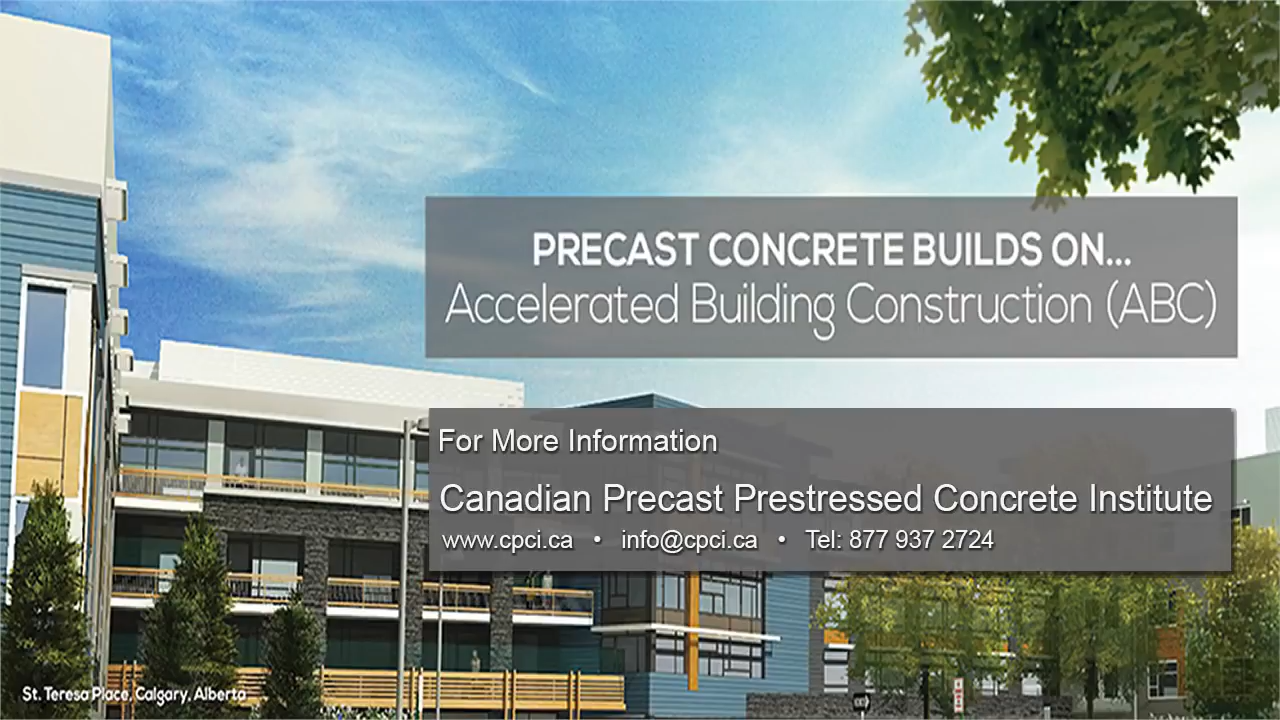 PRECAST CONCRETE BUILDS ON...
Accelerated Building Construction (ABC)
For More Information
Canadian Precast Prestressed Concrete Institute
www.cpci.ca • info@cpci.ca • Tel: 877 937 2724
St. Teresa Place, Calgary, Alberta